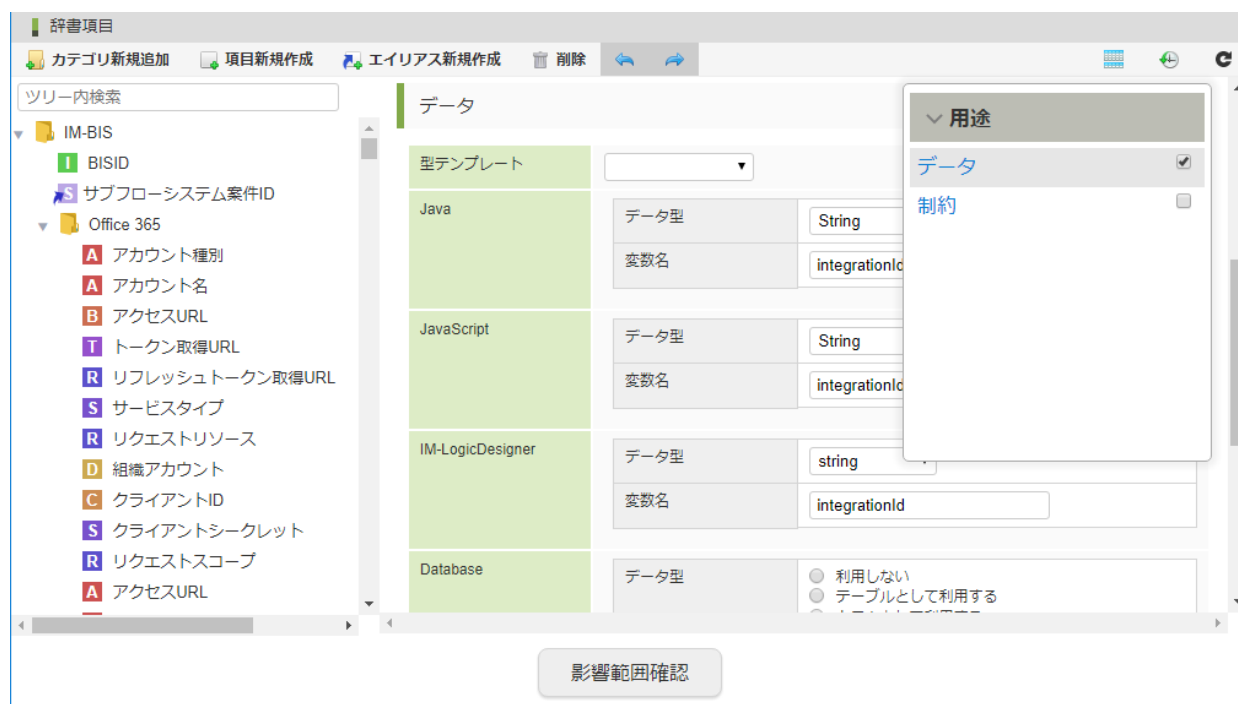 辞書項目
カテゴリ新規追加 項目新規作成 エイリアス新規作成 削除
ツリー内検索
IM-BIS
I BISID
S サブフローシステム案件ID
Office 365
A アカウント種別
A アカウント名
B アクセスURL
T トークン取得URL
R リフレッシュトークン取得URL
S サービスタイプ
R リクエストリソース
D 組織アカウント
C クライアントID
S クライアントシークレット
R リクエストスコープ
A アクセスURL
データ
型テンプレート
Java
データ型 String
変数名 integrationId
JavaScript
データ型 String
変数名 integrationId
IM-LogicDesigner
データ型 string
変数名 integrationId
Database
データ型
利用しない
テーブルとして利用する
用途
データ
制約
影響範囲確認